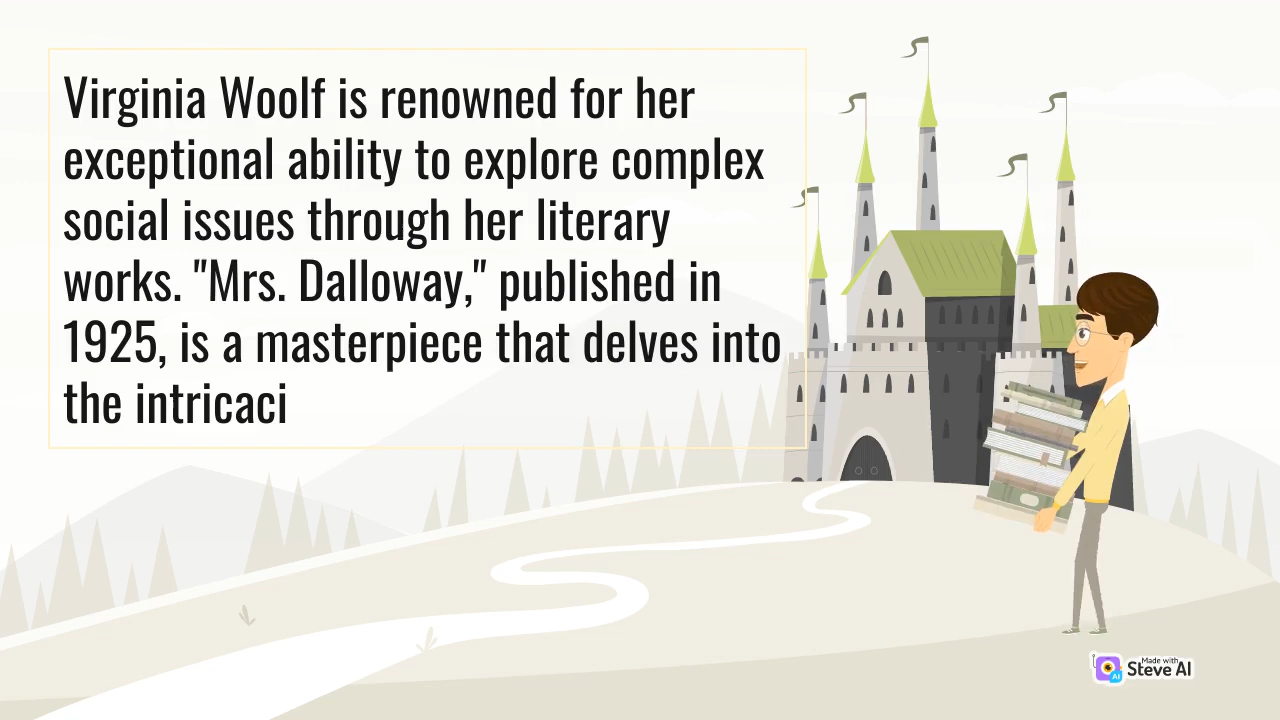 Virginia Woolf is renowned for her
exceptional ability to explore complex
social issues through her literary
works. "Mrs. Dalloway," published in
1925, is a masterpiece that delves into
the intricaci
Made with
Steve AI
AI